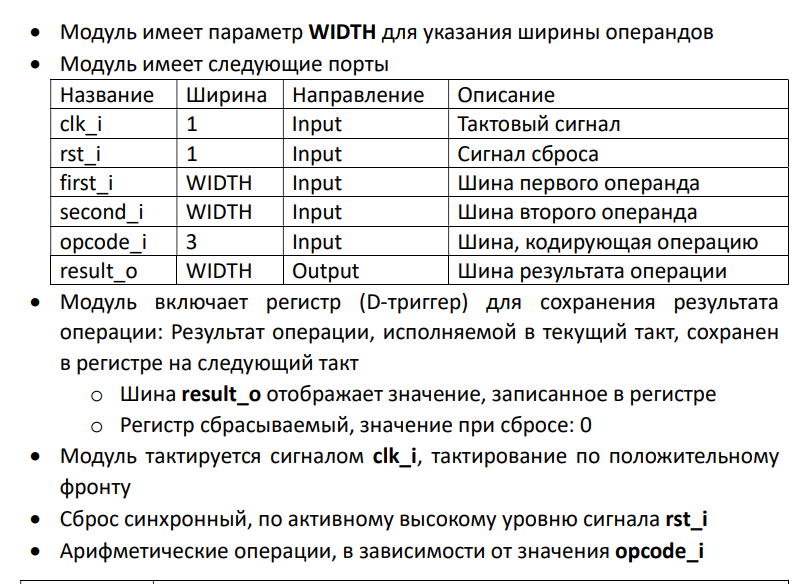 • Модуль имеет параметр WIDTH для указания ширины операндов
• Модуль имеет следующие порты
Название Ширина Направление Описание
clk_i 1 Input Тактовый сигнал
rst_i 1 Input Сигнал сброса
first_i WIDTH Input Шина первого операнда
second_i WIDTH Input Шина второго операнда
opcode_i 3 Input Шина, кодирующая операцию
result_o WIDTH Output Шина результата операции
• Модуль включает регистр (D-триггер) для сохранения результата
операции: Результат операции, исполняемой в текущий такт, сохранен
в регистре на следующий такт
o Шина result_o отображает значение, записанное в регистре
o Регистр сбрасываемый, значение при сбросе: 0
• Модуль тактируется сигналом clk_i, тактирование по положительному
фронту
• Сброс синхронный, по активному высокому уровню сигнала rst_i
• Арифметические операции, в зависимости от значения opcode_i